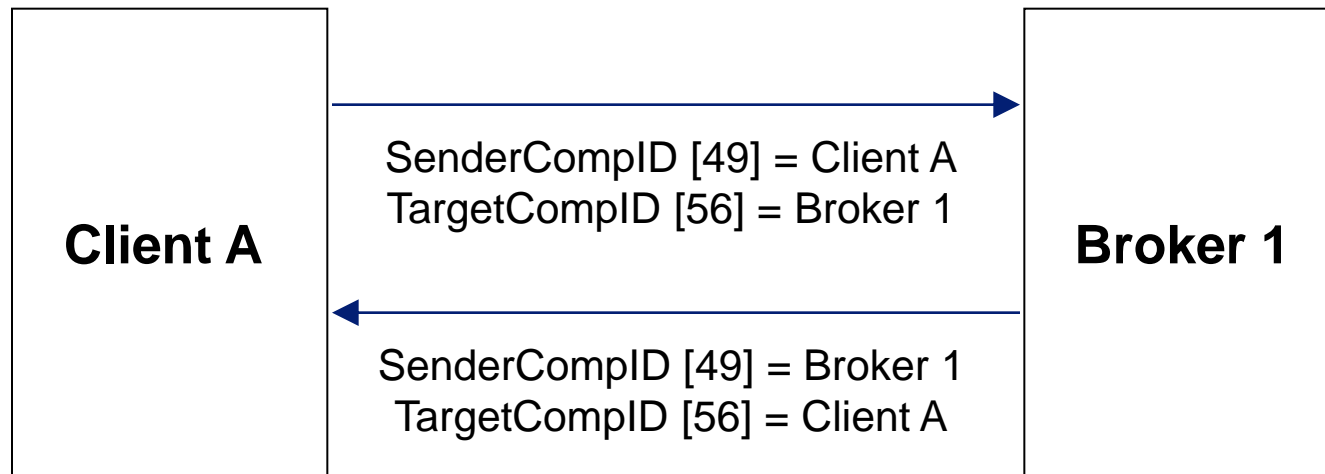 SenderCompID [49] = Client A
TargetCompID [56] = Broker 1
Client A
Broker 1
SenderCompID [49] = Broker 1
TargetCompID [56] = Client A